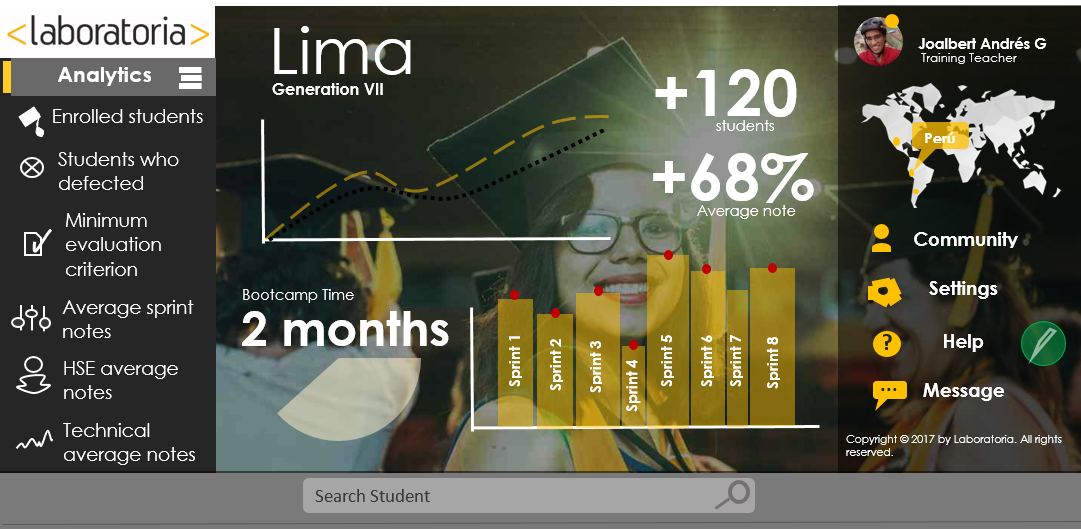 <laboratoria>
Analytics
Enrolled students
Students who
defected
Minimum
evaluation
criterion
Average sprint
notes
HSE average
notes
Technical
average notes
Lima
Generation VII
+120
students
+68%
Average note
Bootcamp Time
2 months
Sprint 1
Sprint 2
Sprint 3
Sprint 4
Sprint 5
Sprint 6
Sprint 7
Sprint 8
Joalbert Andrés G
Training Teacher
Perú
Community
Settings
?
Help
Message
Copyright © 2017 by Laboratoria. All rights
reserved.
Search Student